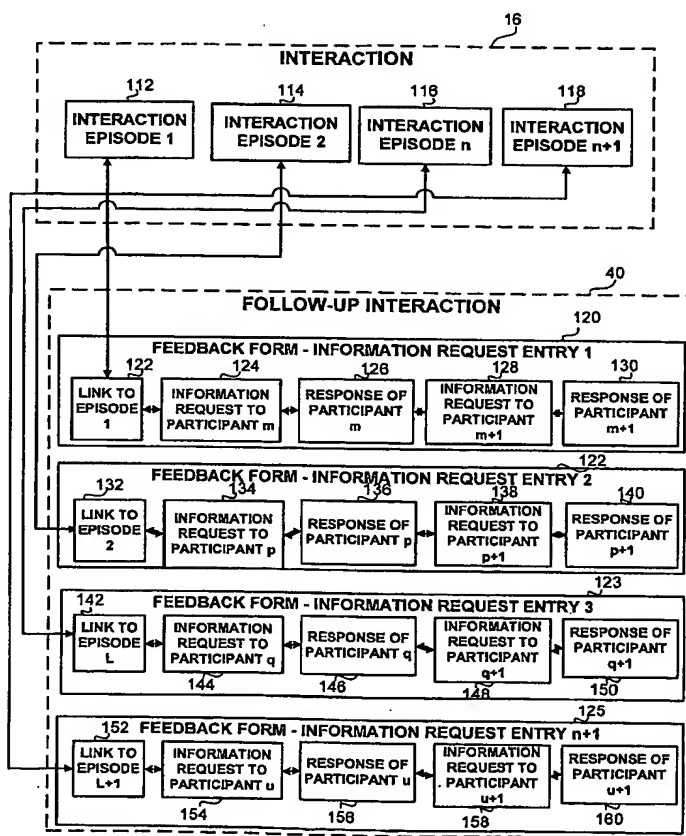 16
INTERACTION
112
114
116
118
INTERACTION
EPISODE 1
INTERACTION
EPISODE 2
INTERACTION
EPISODE n
INTERACTION
EPISODE n+1
40
FOLLOW-UP INTERACTION
120
FEEDBACK FORM - INFORMATION REQUEST ENTRY 1
122
124
126
128
130
LINK TO
EPISODE
1
INFORMATION
REQUEST TO
PARTICIPANT m
RESPONSE OF
PARTICIPANT
m
INFORMATION
REQUEST TO
PARTICIPANT
m+1
RESPONSE OF
PARTICIPANT
m+1
122
FEEDBACK FORM - INFORMATION REQUEST ENTRY 2
132
134
136
138
140
LINK TO
EPISODE
2
INFORMATION
REQUEST TO
PARTICIPANT p
RESPONSE OF
PARTICIPANT p
INFORMATION
REQUEST TO
PARTICIPANT
p+1
RESPONSE OF
PARTICIPANT
p+1
123
FEEDBACK FORM - INFORMATION REQUEST ENTRY 3
142
LINK TO
EPISODE
L
INFORMATION
REQUEST TO
PARTICIPANT q
RESPONSE OF
PARTICIPANT q
INFORMATION
REQUEST TO
PARTICIPANT
q+1
RESPONSE OF
PARTICIPANT
q+1
144
146
148
150
125
FEEDBACK FORM - INFORMATION REQUEST ENTRY n+1
152
LINK TO
EPISODE
L+1
INFORMATION
REQUEST TO
PARTICIPANT u
RESPONSE OF
PARTICIPANT u
INFORMATION
REQUEST TO
PARTICIPANT
u+1
RESPONSE OF
PARTICIPANT
u+1
154
156
158
160